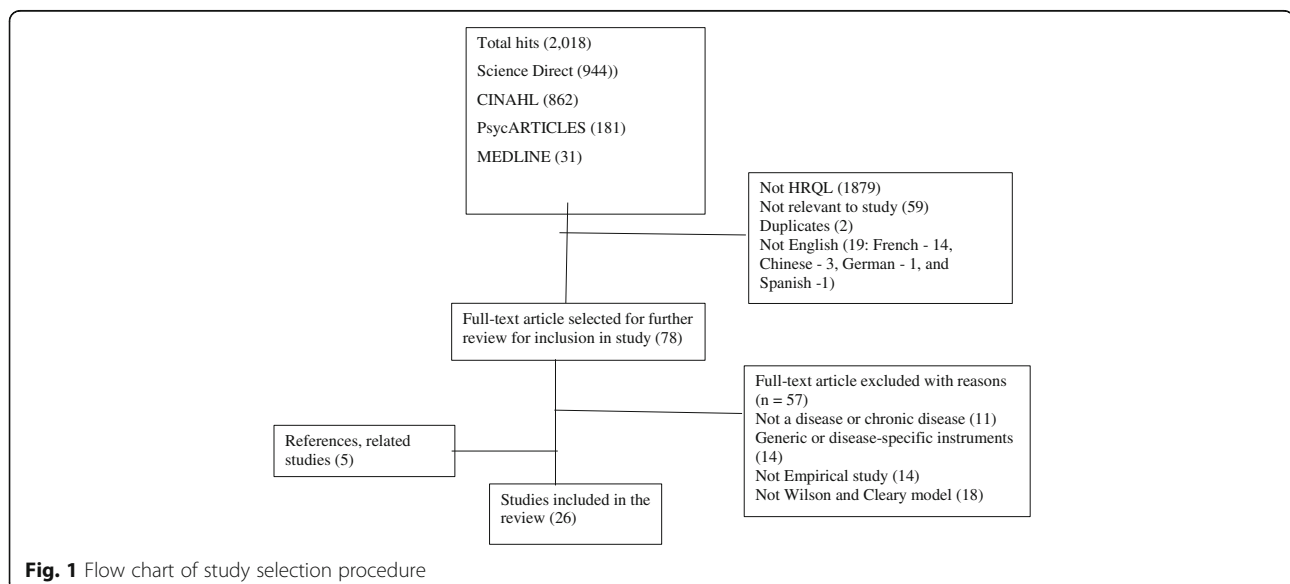 Total hits (2,018)
Science Direct (944))
CINAHL (862)
PsycARTICLES (181)
MEDLINE (31)
Not HRQL (1879)
Not relevant to study (59)
Duplicates (2)
Not English (19: French - 14,
Chinese - 3, German - 1, and
Spanish -1)
Full-text article selected for further
review for inclusion in study (78)
Full-text article excluded with reasons
(n = 57)
Not a disease or chronic disease (11)
Generic or disease-specific instruments
(14)
Not Empirical study (14)
Not Wilson and Cleary model (18)
References, related
studies (5)
Studies included in the
review (26)
Fig. 1 Flow chart of study selection procedure